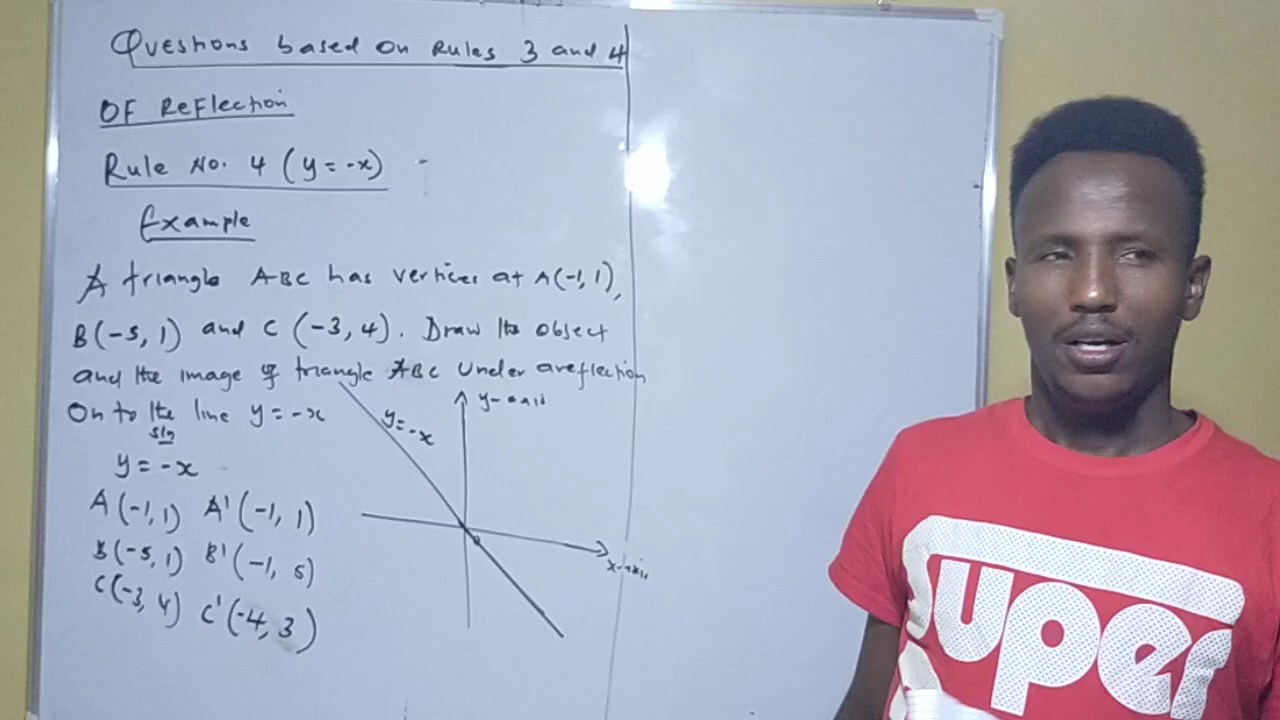 Questions based on Rules 3 and 4
OF Reflection
Rule No. 4 (y = -x)
Example
A triangle ABC has vertices at A(-1, 1),
B(-5, 1) and C (-3, 4). Draw the object
and the image of triangle ABC under a reflection
On to the line y = -x
Sln
y = -x
A(-1, 1) A'(-1, 1)
B(-5, 1) B'(-1, 5)
C(-3, 4) C'(-4, 3)
y = -x
y-axis
x-axis
Super